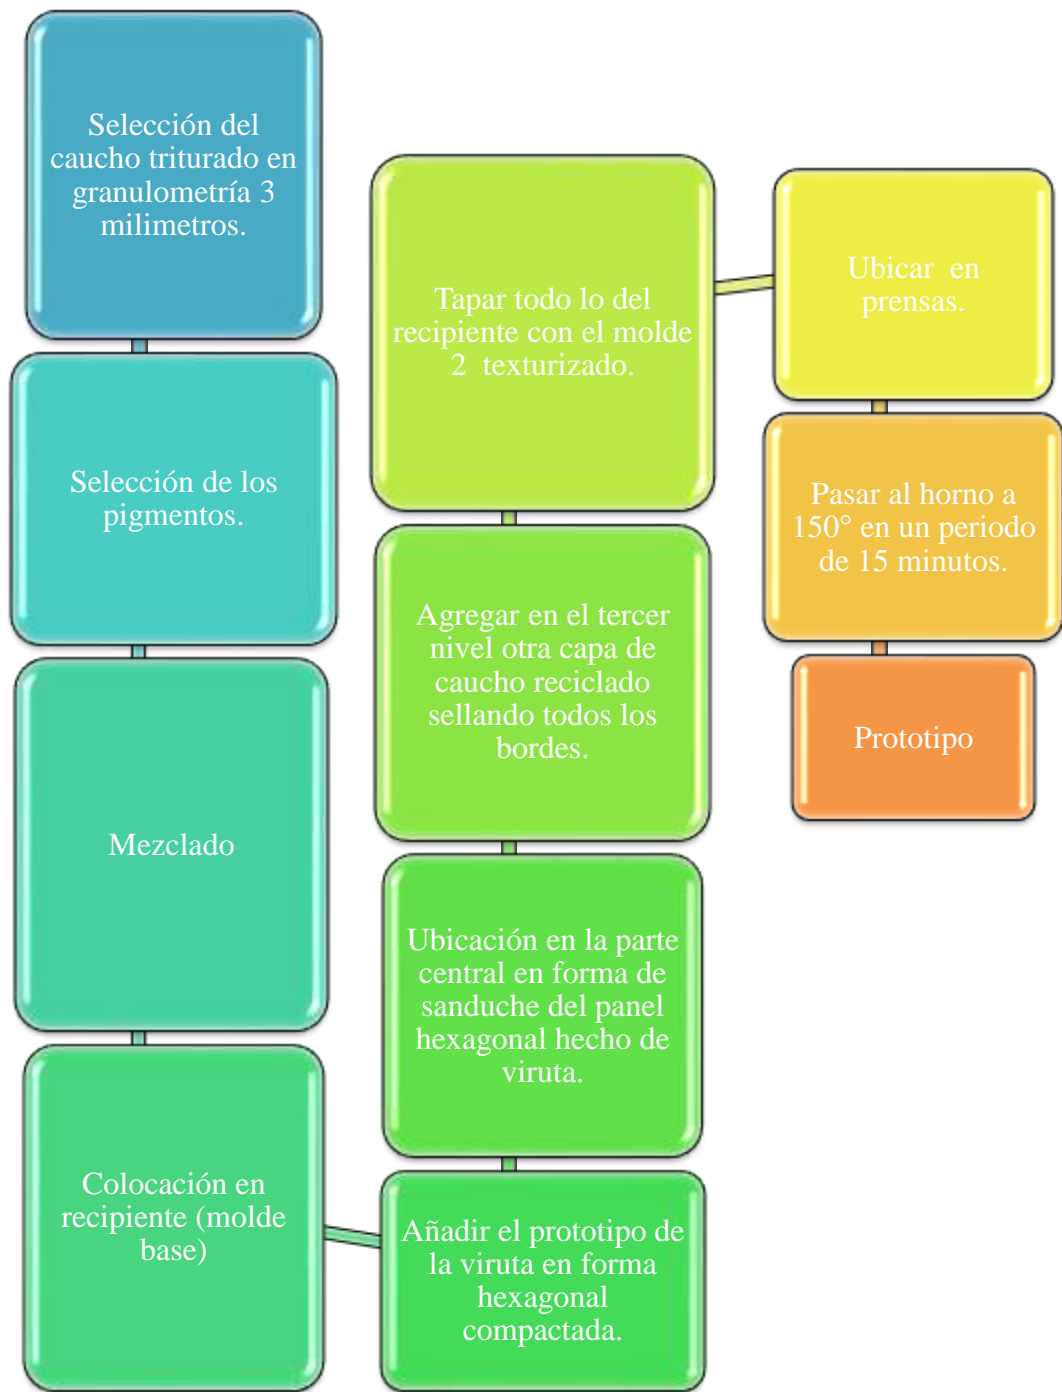 Selección del
caucho triturado en
granulometría 3
milimetros.
Selección de los
pigmentos.
Mezclado
Colocación en
recipiente (molde
base)
Añadir el prototipo de
la viruta en forma
hexagonal
compactada.
Ubicación en la parte
central en forma de
sanduche del panel
hexagonal hecho de
viruta.
Agregar en el tercer
nivel otra capa de
caucho reciclado
sellando todos los
bordes.
Tapar todo lo del
recipiente con el molde
2  texturizado.
Ubicar  en
prensas.
Pasar al horno a
150° en un periodo
de 15 minutos.
Prototipo